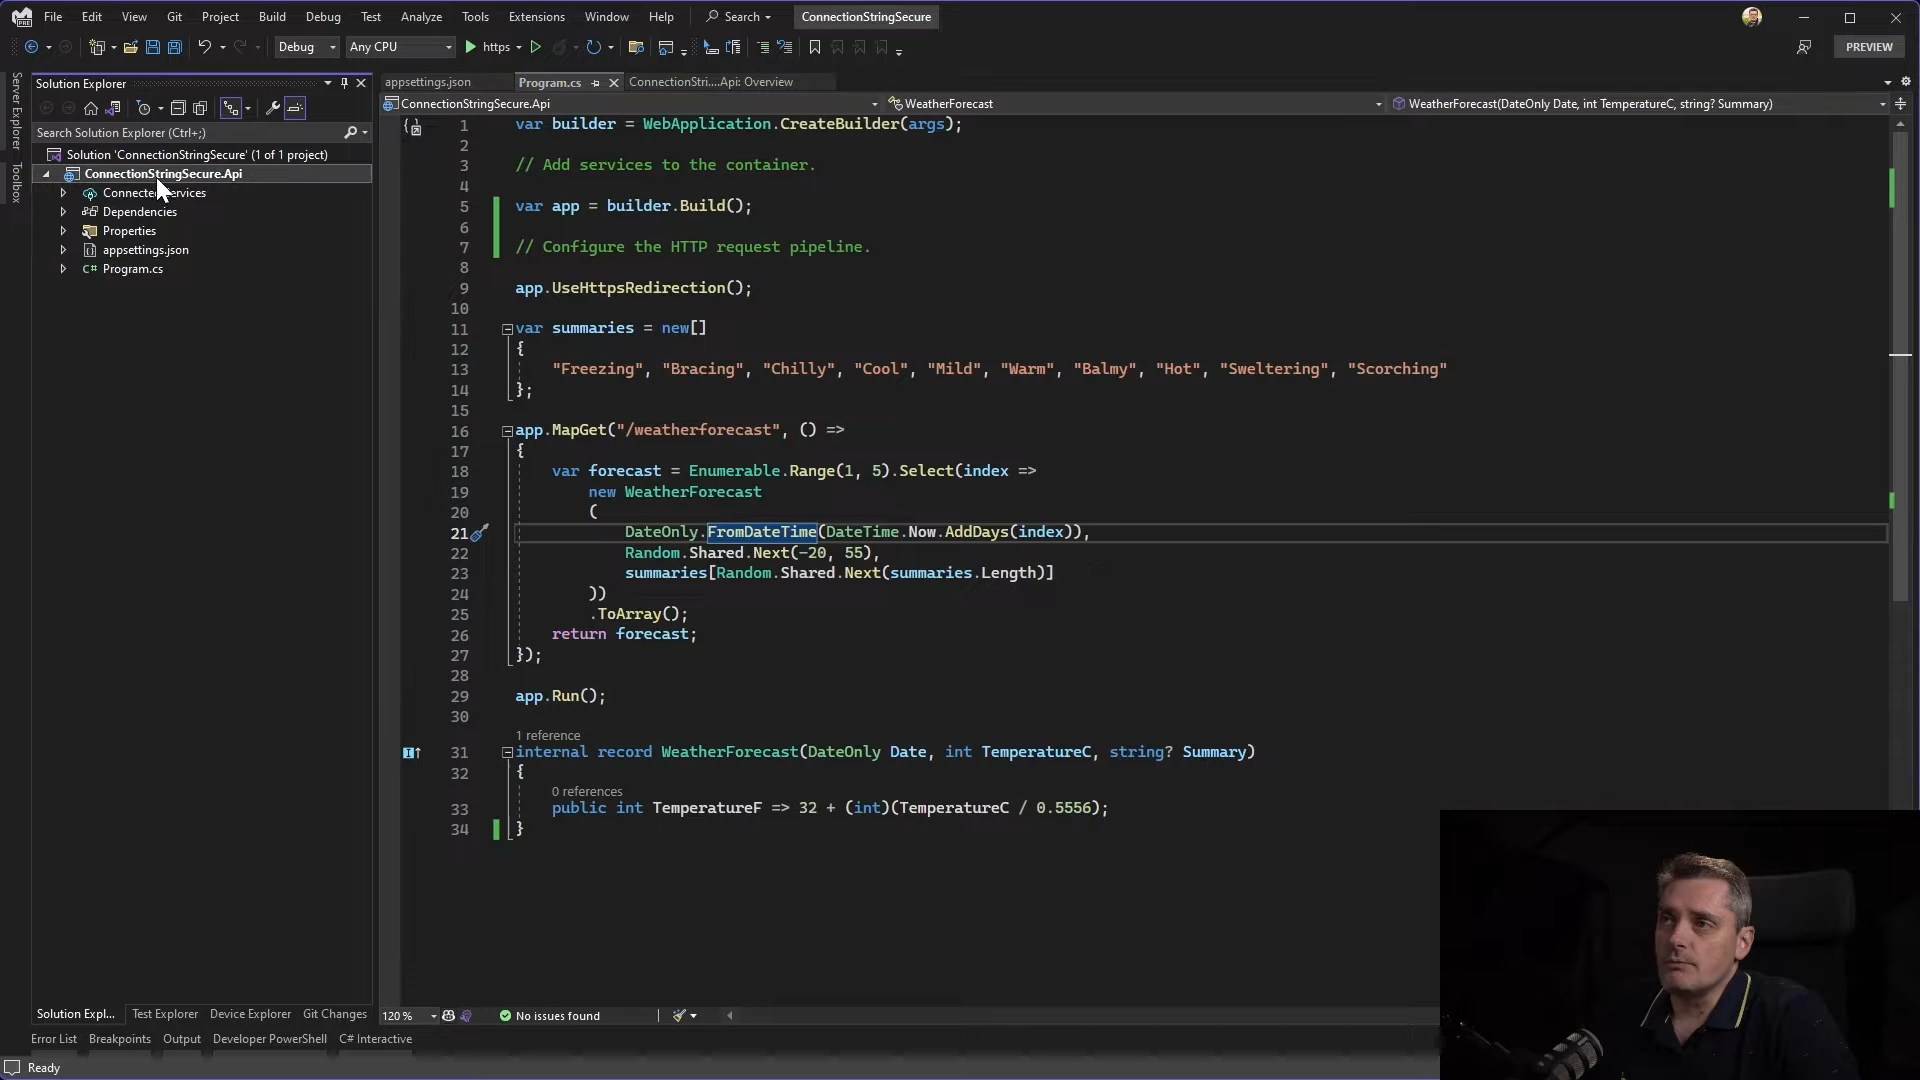 File Edit View Git Project Build Debug Test Analyze Tools Extensions Window Help Search ConnectionStringSecure
Debug Any CPU https PREVIEW
Server Explorer
Toolbox
Solution Explorer
Search Solution Explorer (Ctrl+;)
Solution 'ConnectionStringSecure' (1 of 1 project)
ConnectionStringSecure.Api
Connected Services
Dependencies
Properties
appsettings.json
Program.cs
appsettings.json Program.cs ConnectionStri....Api: Overview
ConnectionStringSecure.Api WeatherForecast WeatherForecast(DateOnly Date, int TemperatureC, string? Summary)
1 var builder = WebApplication.CreateBuilder(args);
2
3 // Add services to the container.
4
5 var app = builder.Build();
6
7 // Configure the HTTP request pipeline.
8
9 app.UseHttpsRedirection();
10
11 var summaries = new[]
12 {
13 "Freezing", "Bracing", "Chilly", "Cool", "Mild", "Warm", "Balmy", "Hot", "Sweltering", "Scorching"
14 };
15
16 app.MapGet("/weatherforecast", () =>
17 {
18 var forecast = Enumerable.Range(1, 5).Select(index =>
19 new WeatherForecast
20 (
21 DateOnly.FromDateTime(DateTime.Now.AddDays(index)),
22 Random.Shared.Next(-20, 55),
23 summaries[Random.Shared.Next(summaries.Length)]
24 ))
25 .ToArray();
26 return forecast;
27 });
28
29 app.Run();
30
1 reference
31 internal record WeatherForecast(DateOnly Date, int TemperatureC, string? Summary)
32 {
0 references
33 public int TemperatureF => 32 + (int)(TemperatureC / 0.5556);
34 }
Solution Expl... Test Explorer Device Explorer Git Changes
120 % No issues found
Error List Breakpoints Output Developer PowerShell C# Interactive
Ready